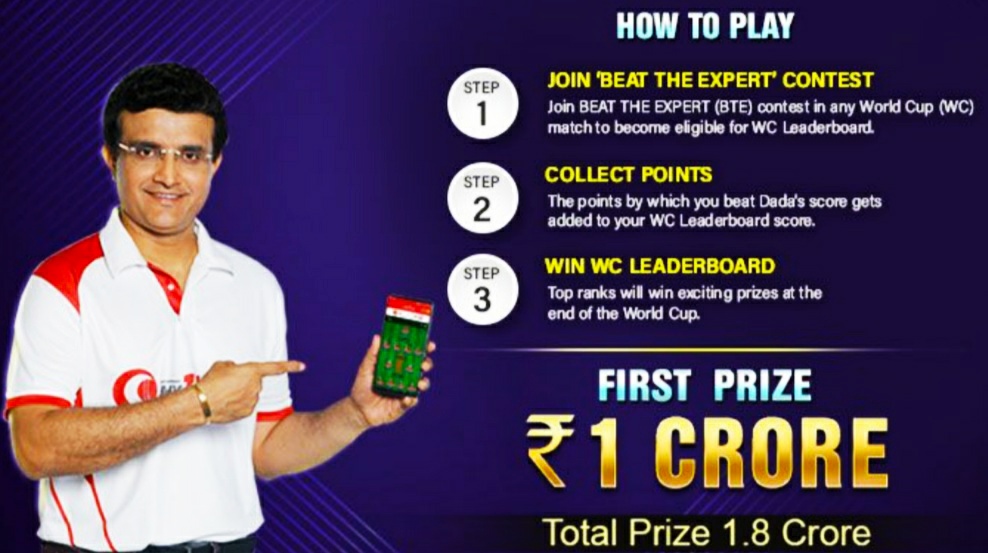 HOW TO PLAY
STEP
1
JOIN 'BEAT THE EXPERT' CONTEST
Join BEAT THE EXPERT (BTE) contest in any World Cup (WC)
match to become eligible for WC Leaderboard.
STEP
2
COLLECT POINTS
The points by which you beat Dada's score gets
added to your WC Leaderboard score.
STEP
3
WIN WC LEADERBOARD
Top ranks will win exciting prizes at the
end of the World Cup.
FIRST PRIZE
₹1 CRORE
Total Prize 1.8 Crore